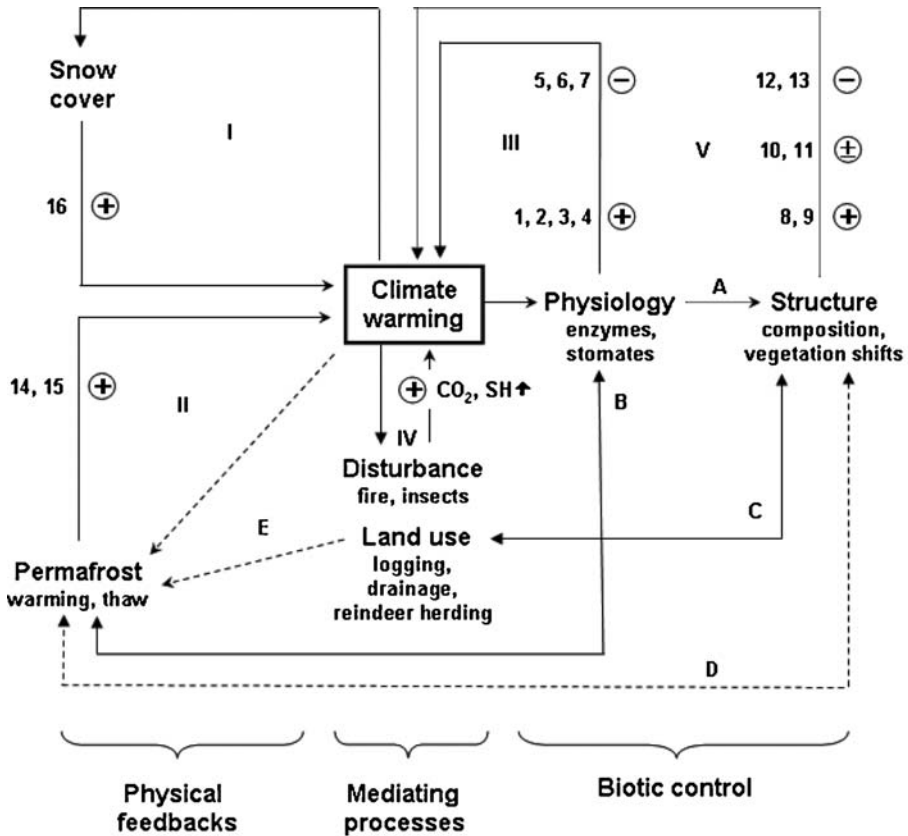 Snow
cover
I
16 +
5, 6, 7 −
III
1, 2, 3, 4 +
12, 13 −
V
10, 11 ±
8, 9 +
Climate
warming
Physiology
enzymes,
stomates
A
Structure
composition,
vegetation shifts
14, 15 +
II
+ CO₂, SH↑
IV
B
Disturbance
fire, insects
E
Land use
logging,
drainage,
reindeer herding
C
Permafrost
warming, thaw
D
Physical
feedbacks
Mediating
processes
Biotic control